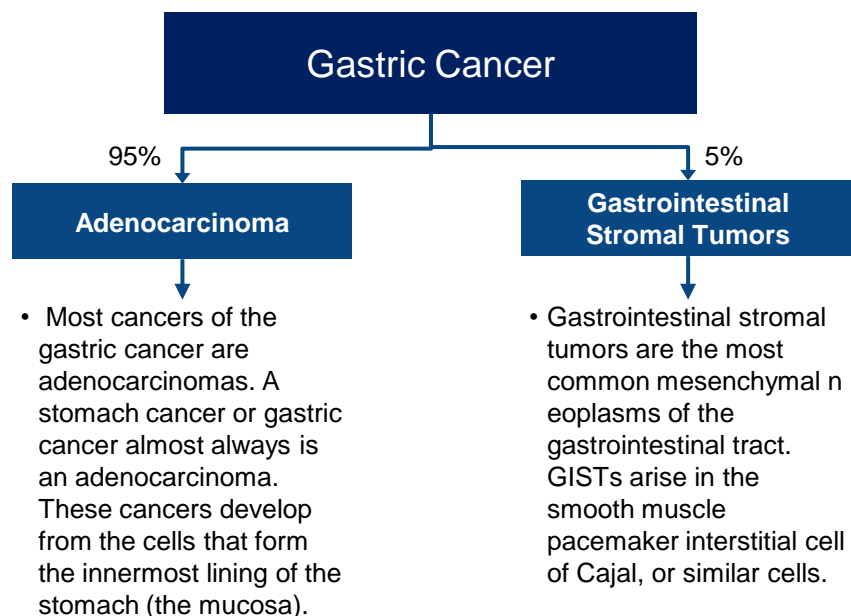 Gastric Cancer
95%
5%
Adenocarcinoma
Gastrointestinal
Stromal Tumors
• Most cancers of the
gastric cancer are
adenocarcinomas. A
stomach cancer or gastric
cancer almost always is
an adenocarcinoma.
These cancers develop
from the cells that form
the innermost lining of the
stomach (the mucosa).
• Gastrointestinal stromal
tumors are the most
common mesenchymal n
eoplasms of the
gastrointestinal tract.
GISTs arise in the
smooth muscle
pacemaker interstitial cell
of Cajal, or similar cells.